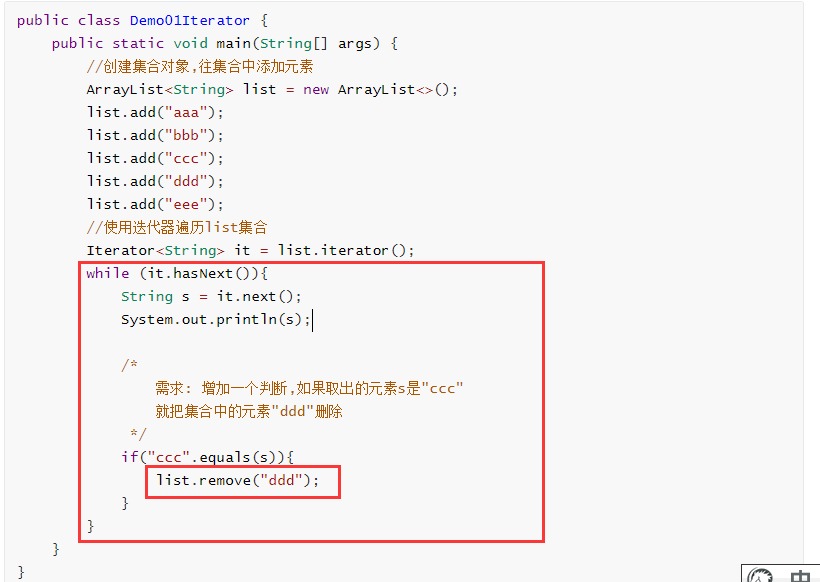 public class Demo01Iterator {
public static void main(String[] args) {
//创建集合对象,往集合中添加元素
ArrayList<String> list = new ArrayList<>();
list.add("aaa");
list.add("bbb");
list.add("ccc");
list.add("ddd");
list.add("eee");
//使用迭代器遍历list集合
Iterator<String> it = list.iterator();
while (it.hasNext()){
String s = it.next();
System.out.println(s);
/*
需求: 增加一个判断,如果取出的元素s是"ccc"
就把集合中的元素"ddd"删除
*/
if("ccc".equals(s)){
list.remove("ddd");
}
}
}
}
中